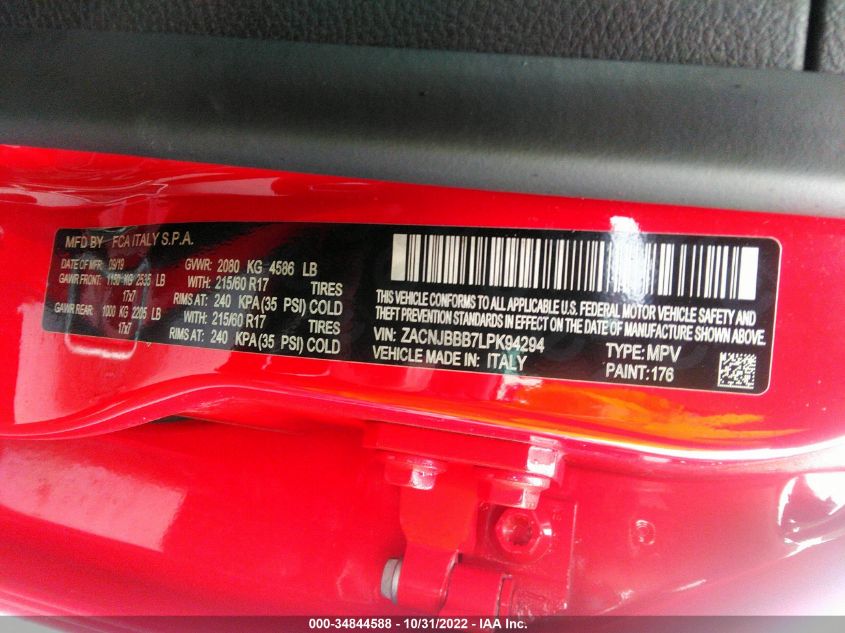 MFD BY FCA ITALY S.P.A.
DATE OF MFR 09/19 GVWR: 2080 KG 4586 LB
GAWR FRONT: 1150 KG 2535 LB WITH: 215/60 R17 TIRES
17x7 RIMS AT: 240 KPA(35 PSI) COLD
GAWR REAR: 1000 KG 2205 LB WITH: 215/60 R17 TIRES
17x7 RIMS AT: 240 KPA(35 PSI) COLD
THIS VEHICLE CONFORMS TO ALL APPLICABLE U.S. FEDERAL MOTOR VEHICLE SAFETY AND
THEFT PREVENTION STANDARDS IN EFFECT ON THE DATE OF MANUFACTURE SHOWN ABOVE.
VIN: ZACNJBBB7LPK94294 TYPE: MPV
VEHICLE MADE IN: ITALY PAINT: 176
000-34844588 - 10/31/2022 - IAA Inc.